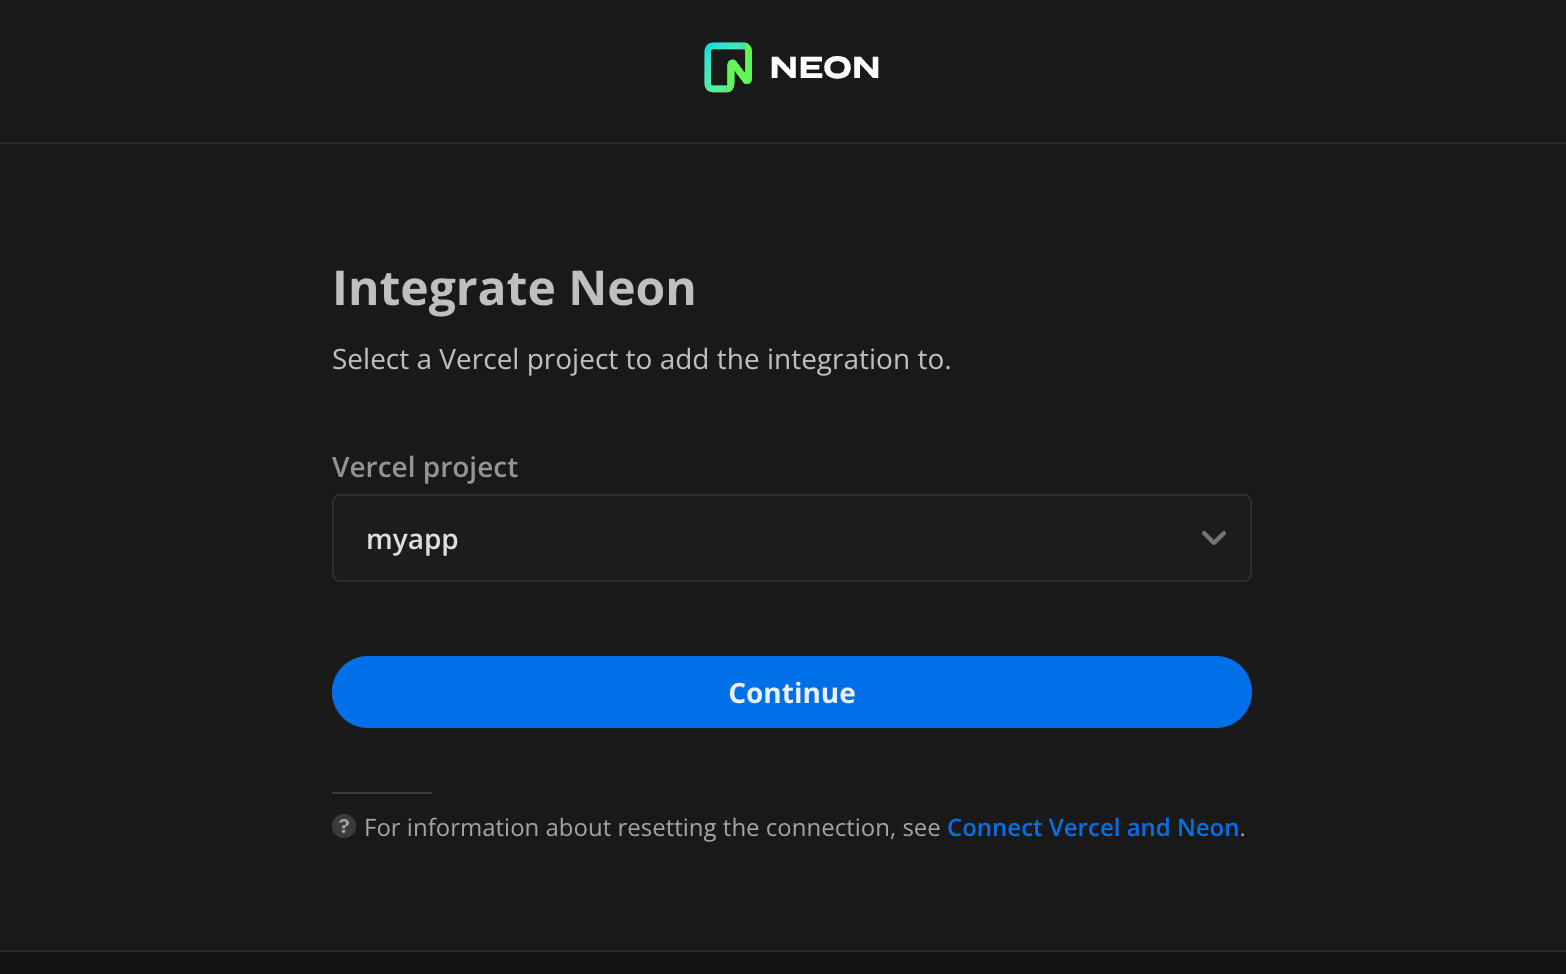 NEON
Integrate Neon
Select a Vercel project to add the integration to.
Vercel project
myapp
Continue
? For information about resetting the connection, see Connect Vercel and Neon.